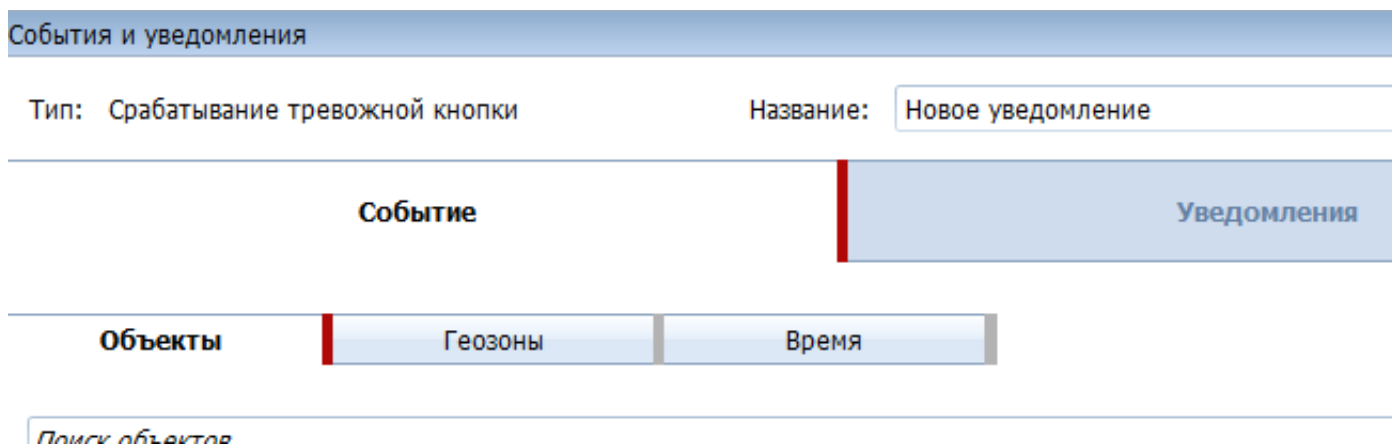 События и уведомления
Тип: Срабатывание тревожной кнопки Название: Новое уведомление
Событие Уведомления
Объекты Геозоны Время
Поиск объектов